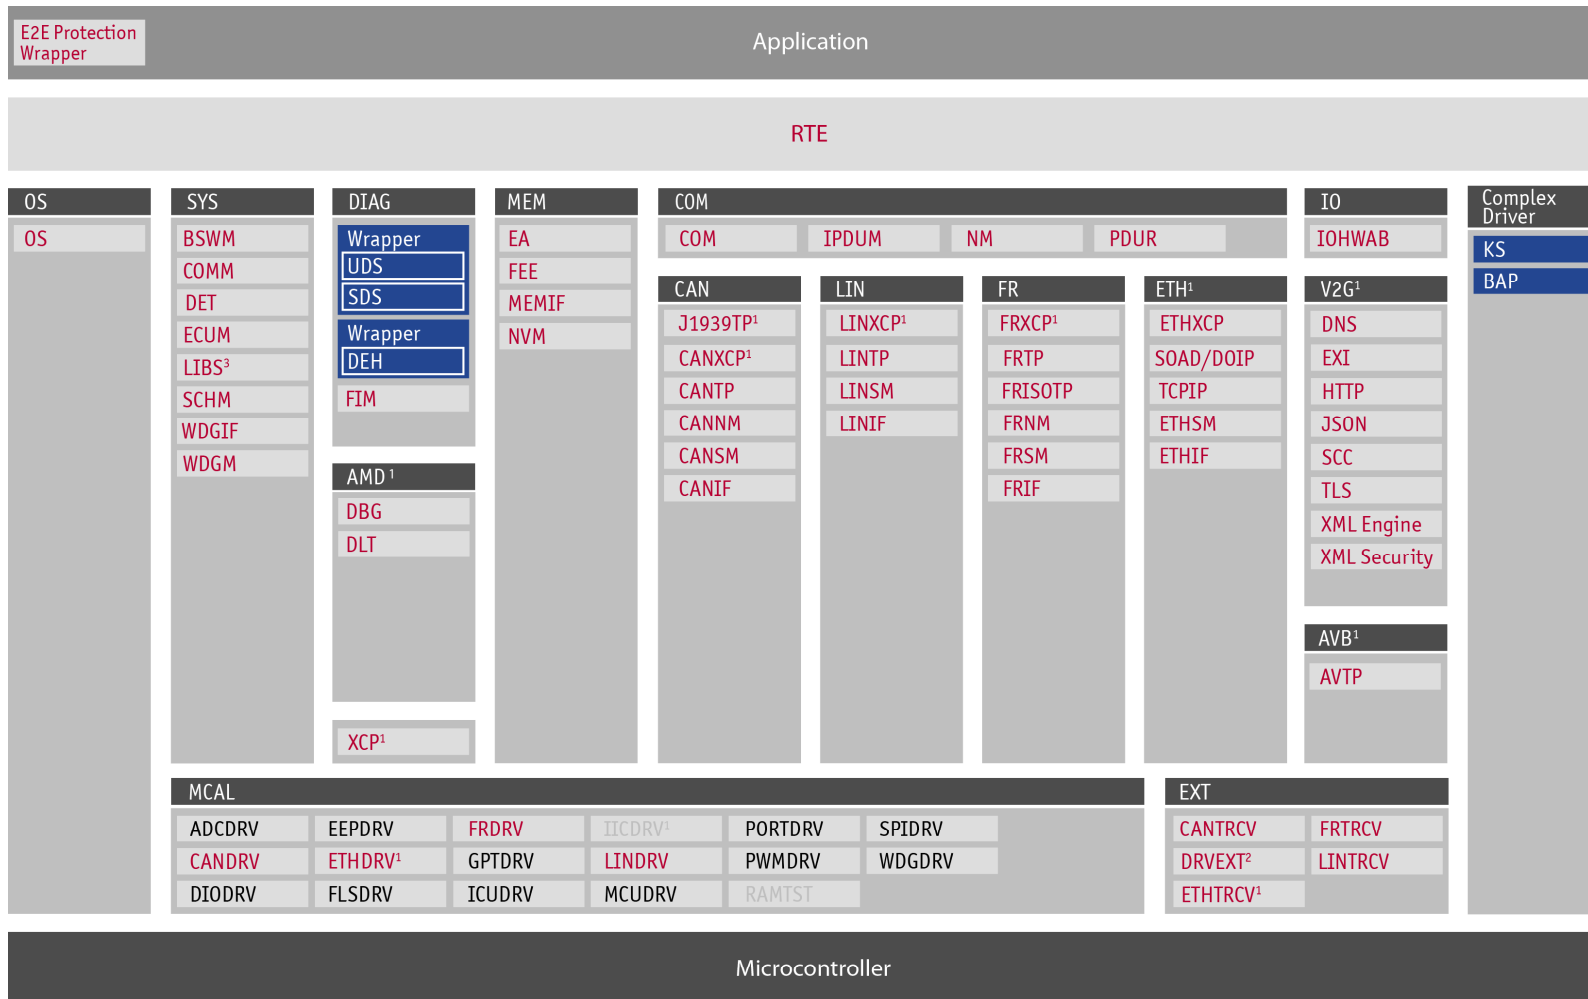 E2E Protection
Wrapper
Application
RTE
OS
OS
SYS
BSWM
COMM
DET
ECUM
LIBS³
SCHM
WDGIF
WDGM
DIAG
Wrapper
UDS
SDS
Wrapper
DEH
FIM
AMD¹
DBG
DLT
XCP¹
MEM
EA
FEE
MEMIF
NVM
COM
COM IPDUM NM PDUR
CAN
J1939TP¹
CANXCP¹
CANTP
CANNM
CANSM
CANIF
LIN
LINXCP¹
LINTP
LINSM
LINIF
FR
FRXCP¹
FRTP
FRISOTP
FRNM
FRSM
FRIF
ETH¹
ETHXCP
SOAD/DOIP
TCPIP
ETHSM
ETHIF
IO
IOHWAB
V2G¹
DNS
EXI
HTTP
JSON
SCC
TLS
XML Engine
XML Security
AVB¹
AVTP
Complex
Driver
KS
BAP
MCAL
ADCDRV EEPDRV FRDRV IICDRV¹ PORTDRV SPIDRV
CANDRV ETHDRV¹ GPTDRV LINDRV PWMDRV WDGDRV
DIODRV FLSDRV ICUDRV MCUDRV RAMTST
EXT
CANTRCV FRTRCV
DRVEXT² LINTRCV
ETHTRCV¹
Microcontroller